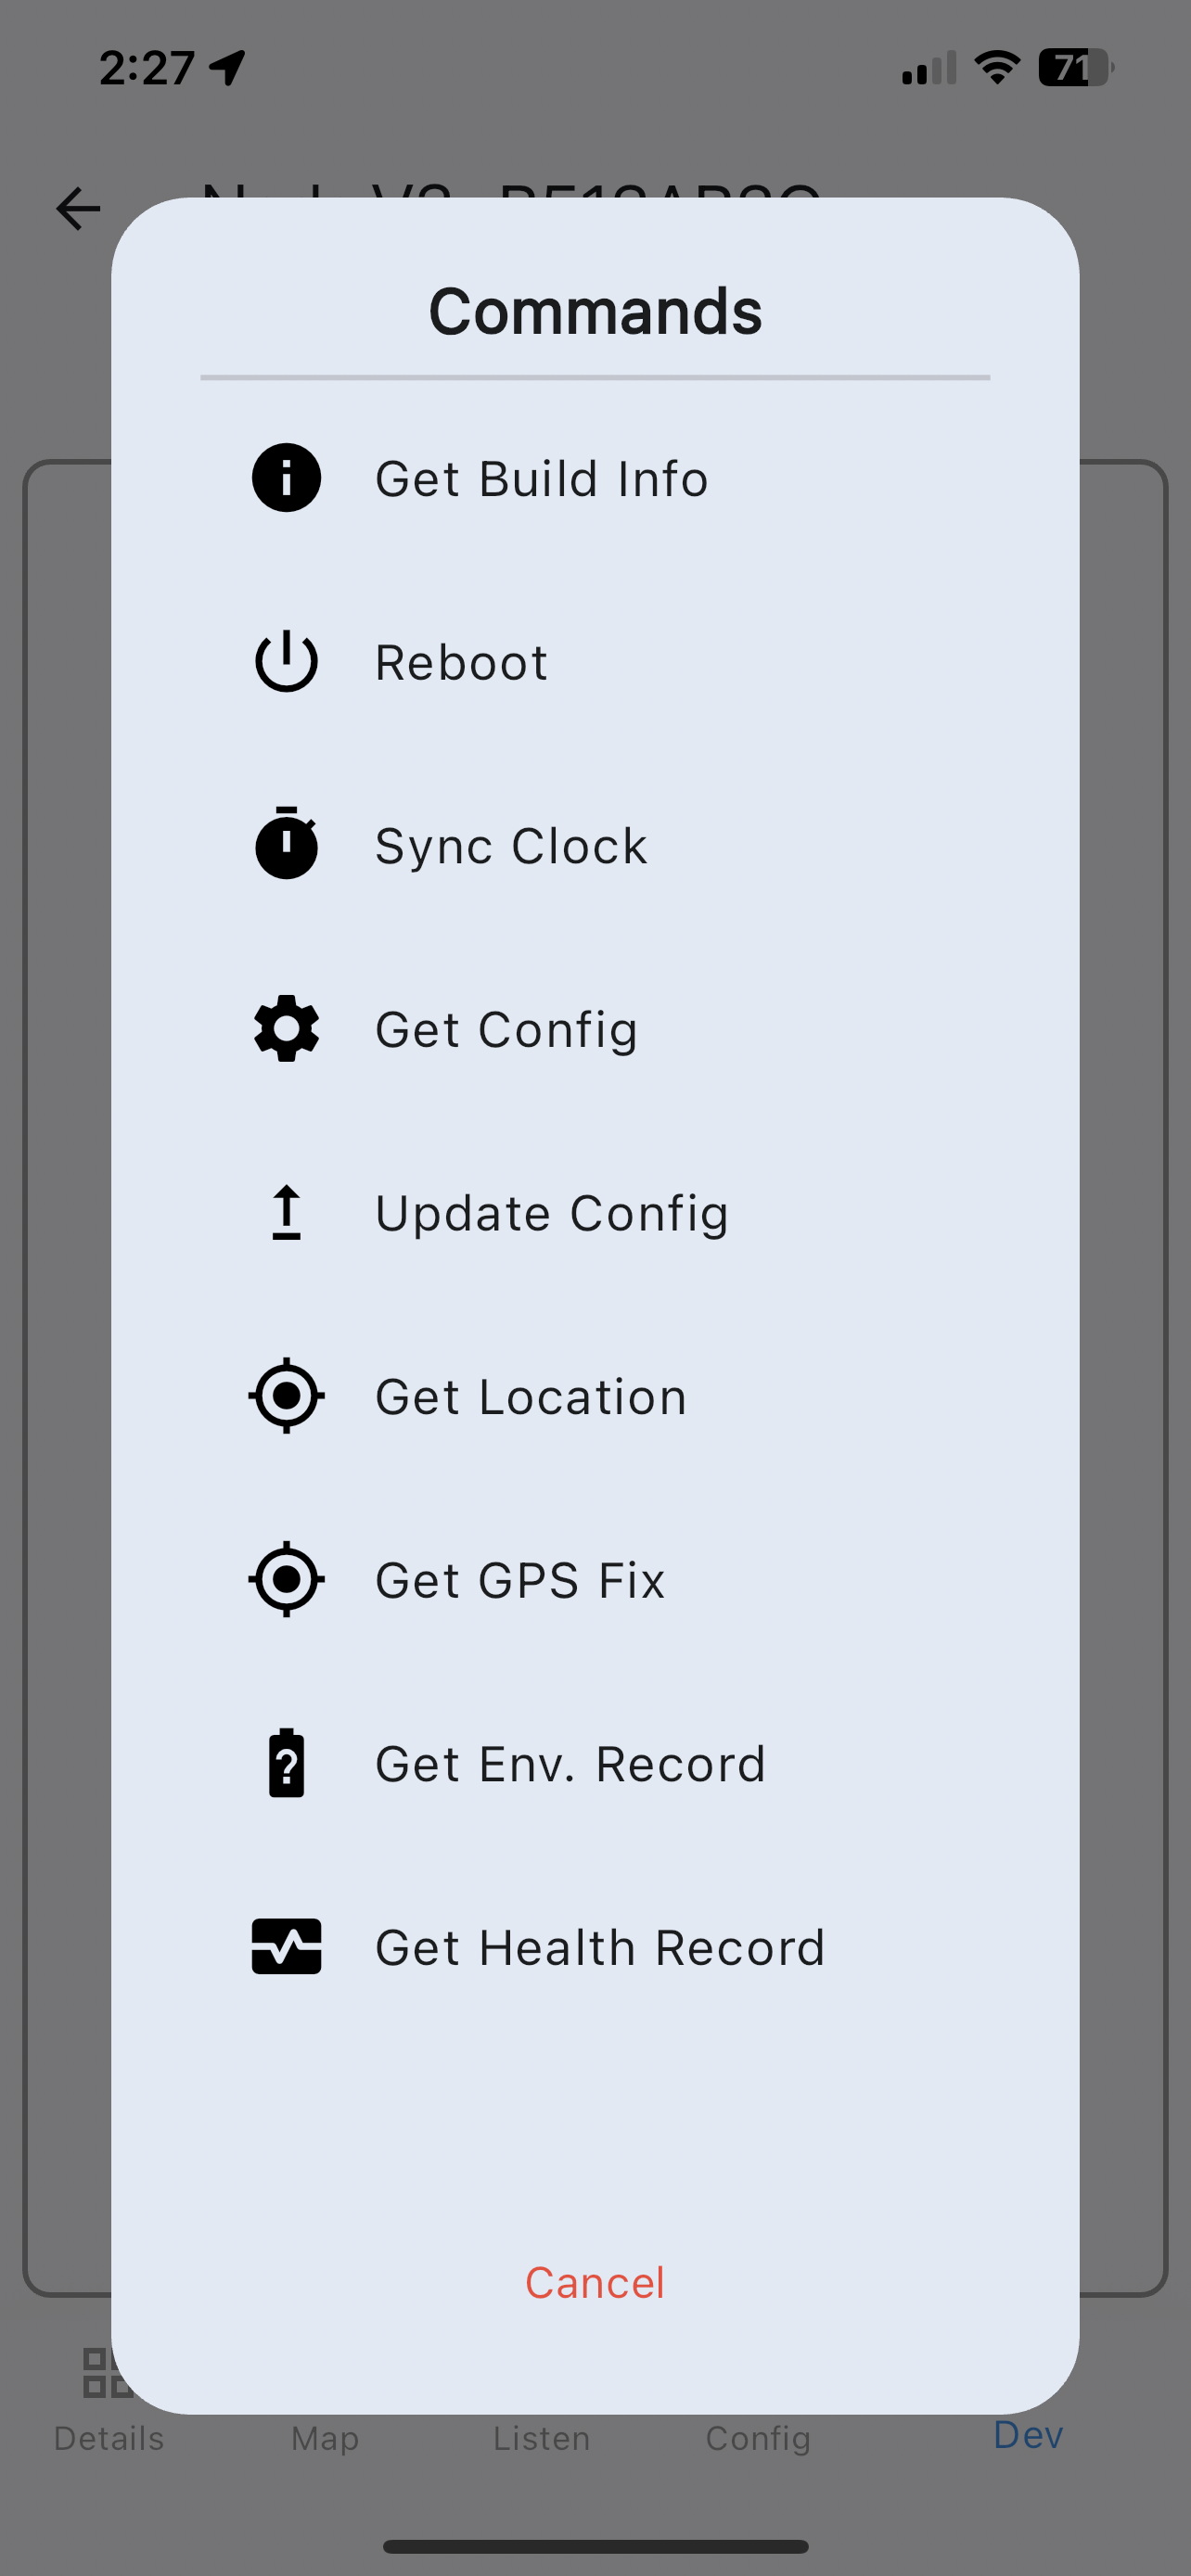 2:27
71
Commands
Get Build Info
Reboot
Sync Clock
Get Config
Update Config
Get Location
Get GPS Fix
Get Env. Record
Get Health Record
Cancel
Details
Map
Listen
Config
Dev